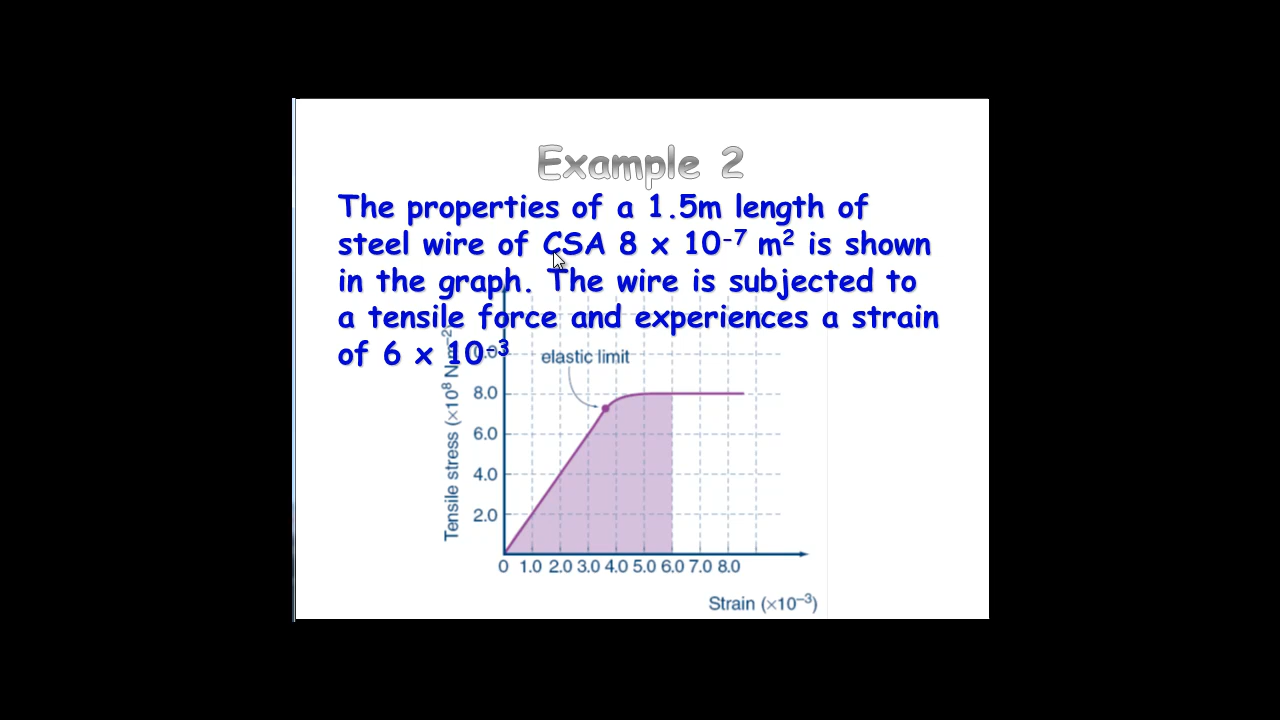 Example 2
The properties of a 1.5m length of
steel wire of CSA 8 x 10⁻⁷ m² is shown
in the graph. The wire is subjected to
a tensile force and experiences a strain
of 6 x 10⁻³
elastic limit
8.0
6.0
4.0
2.0
Tensile stress (×10⁸ N m⁻²
0 1.0 2.0 3.0 4.0 5.0 6.0 7.0 8.0
Strain (×10⁻³)